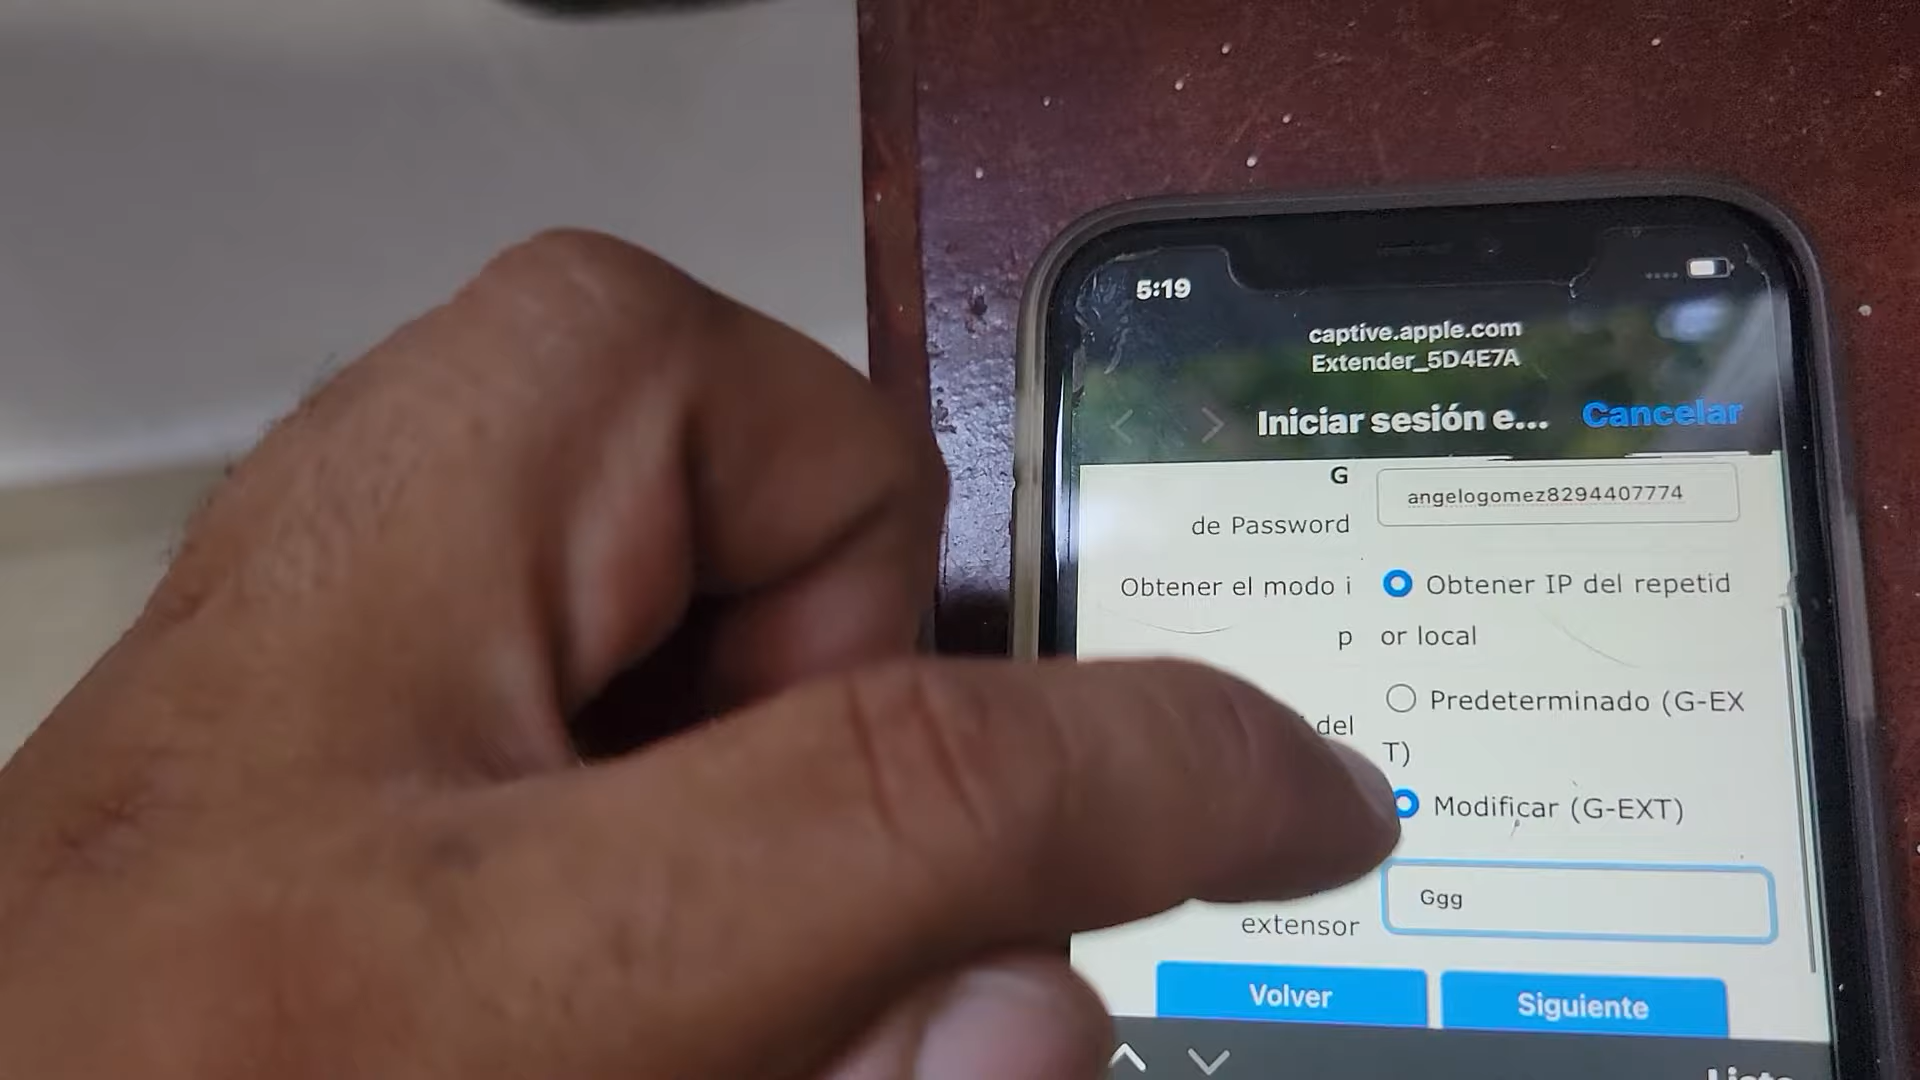 5:19
captive.apple.com
Extender_5D4E7A
Iniciar sesión e... Cancelar
G
de Password
angelogomez8294407774
Obtener el modo i
p
Obtener IP del repetid
or local
del
extensor
Predeterminado (G-EX
T)
Modificar (G-EXT)
Ggg
Volver
Siguiente